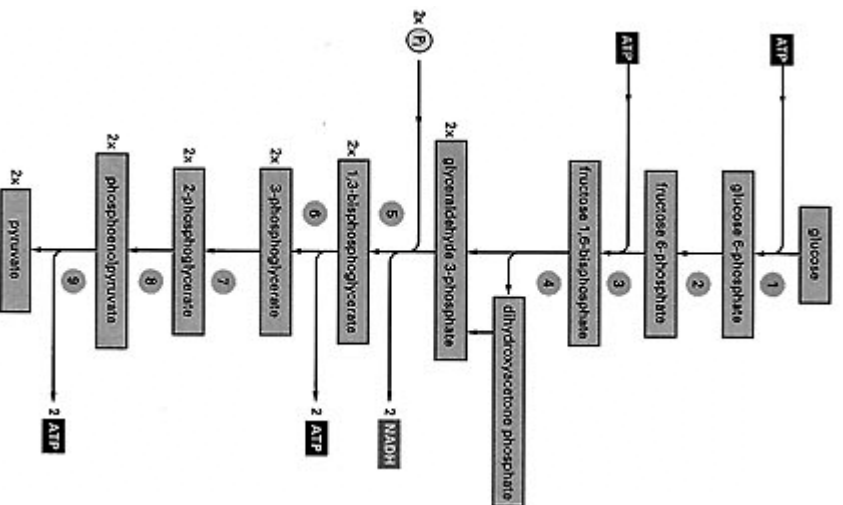 glucose
ATP
1
glucose 6-phosphate
2
fructose 6-phosphate
ATP
3
fructose 1,6-bisphosphate
4
dihydroxyacetone phosphate
2x
glyceraldehyde 3-phosphate
2x
Pi
5
2 NADH
2x
1,3-bisphosphoglycerate
6
2 ATP
2x
3-phosphoglycerate
7
2x
2-phosphoglycerate
8
2x
phosphoenolpyruvate
9
2 ATP
2x
pyruvate